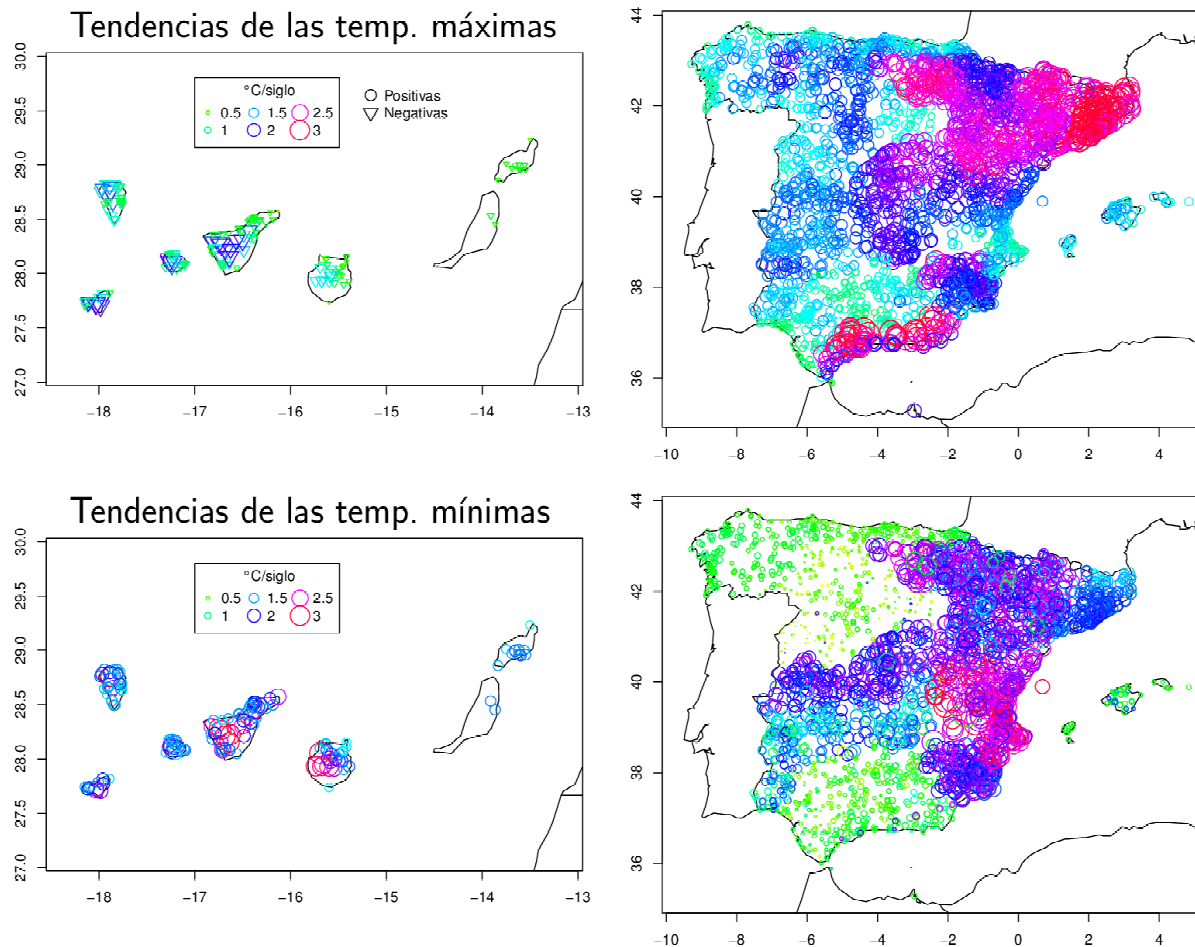 Tendencias de las temp. máximas
°C/siglo
0.5 1.5 2.5
1 2 3
Positivas
Negativas
30.0
29.5
29.0
28.5
28.0
27.5
27.0
−18 −17 −16 −15 −14 −13
44
42
40
38
36
−10 −8 −6 −4 −2 0 2 4
Tendencias de las temp. mínimas
°C/siglo
0.5 1.5 2.5
1 2 3
30.0
29.5
29.0
28.5
28.0
27.5
27.0
−18 −17 −16 −15 −14 −13
44
42
40
38
36
−10 −8 −6 −4 −2 0 2 4